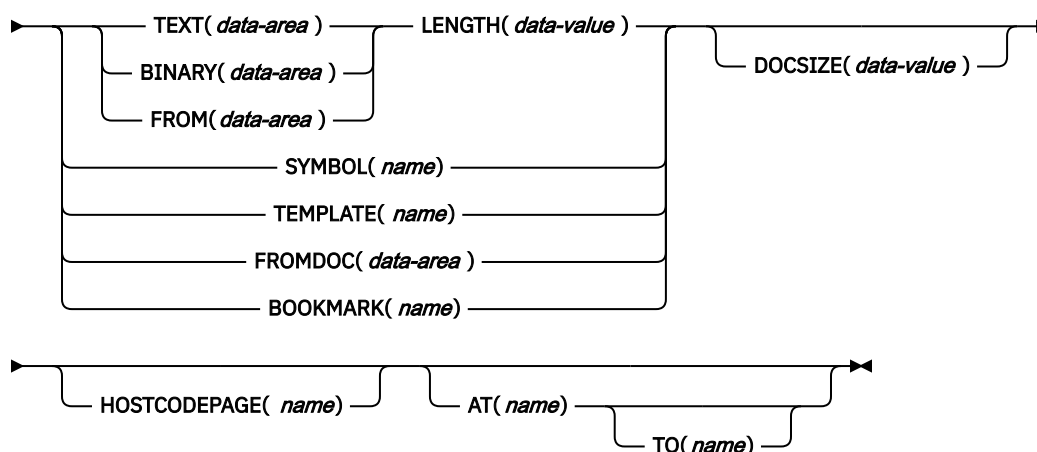 TEXT( data-area ) LENGTH( data-value )
BINARY( data-area ) DOCSIZE( data-value )
FROM( data-area )
SYMBOL( name)
TEMPLATE( name)
FROMDOC( data-area )
BOOKMARK( name)
HOSTCODEPAGE( name) AT( name)
TO( name)